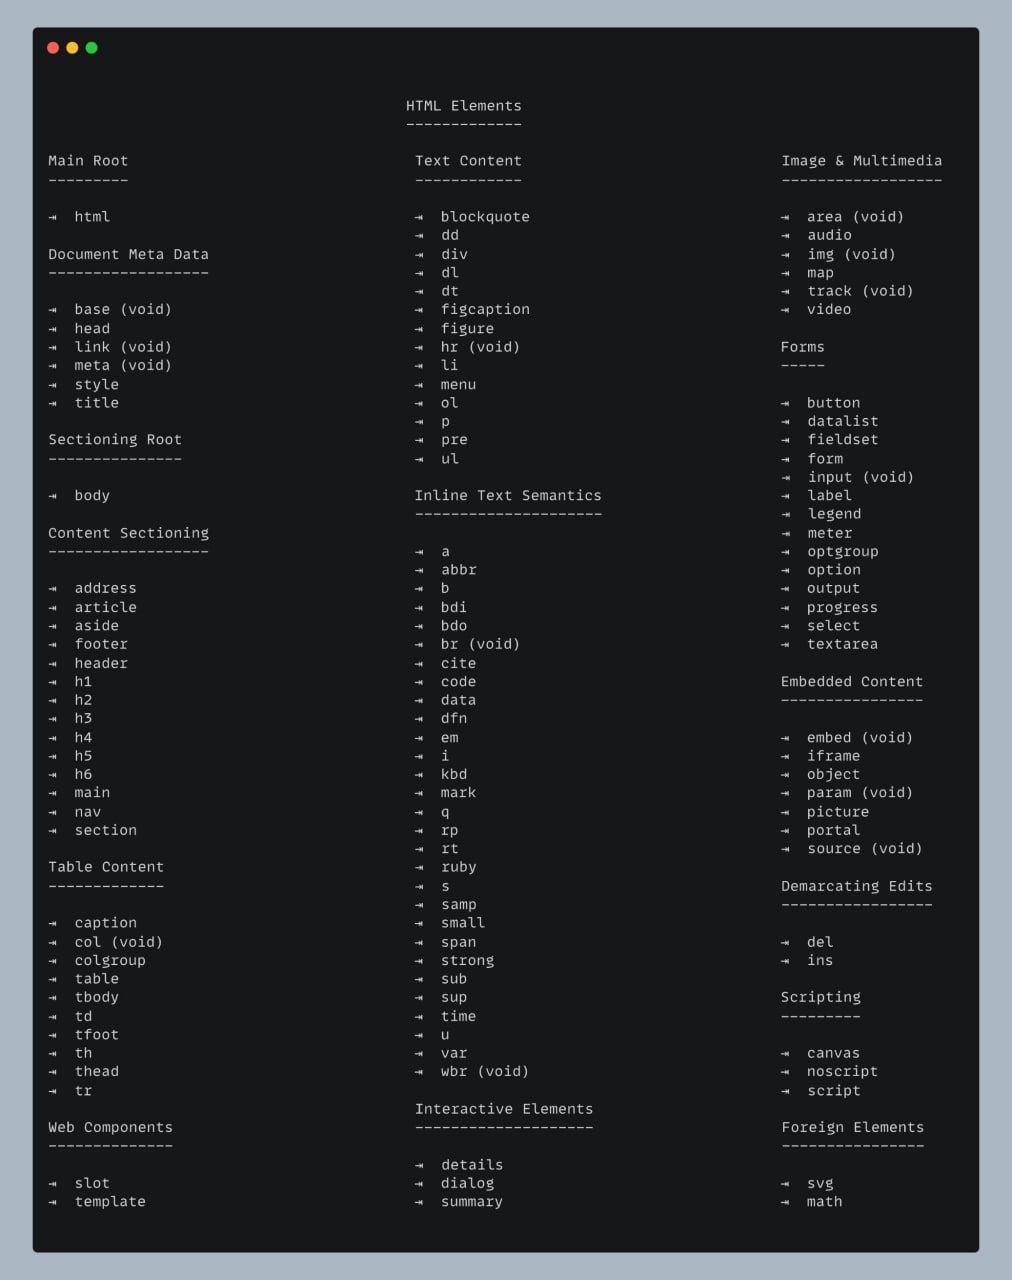 HTML Elements
-------------
Main Root
---------
⇥ html
Document Meta Data
------------------
⇥ base (void)
⇥ head
⇥ link (void)
⇥ meta (void)
⇥ style
⇥ title
Sectioning Root
---------------
⇥ body
Content Sectioning
------------------
⇥ address
⇥ article
⇥ aside
⇥ footer
⇥ header
⇥ h1
⇥ h2
⇥ h3
⇥ h4
⇥ h5
⇥ h6
⇥ main
⇥ nav
⇥ section
Table Content
-------------
⇥ caption
⇥ col (void)
⇥ colgroup
⇥ table
⇥ tbody
⇥ td
⇥ tfoot
⇥ th
⇥ thead
⇥ tr
Web Components
--------------
⇥ slot
⇥ template
Text Content
------------
⇥ blockquote
⇥ dd
⇥ div
⇥ dl
⇥ dt
⇥ figcaption
⇥ figure
⇥ hr (void)
⇥ li
⇥ menu
⇥ ol
⇥ p
⇥ pre
⇥ ul
Inline Text Semantics
---------------------
⇥ a
⇥ abbr
⇥ b
⇥ bdi
⇥ bdo
⇥ br (void)
⇥ cite
⇥ code
⇥ data
⇥ dfn
⇥ em
⇥ i
⇥ kbd
⇥ mark
⇥ q
⇥ rp
⇥ rt
⇥ ruby
⇥ s
⇥ samp
⇥ small
⇥ span
⇥ strong
⇥ sub
⇥ sup
⇥ time
⇥ u
⇥ var
⇥ wbr (void)
Interactive Elements
--------------------
⇥ details
⇥ dialog
⇥ summary
Image & Multimedia
------------------
⇥ area (void)
⇥ audio
⇥ img (void)
⇥ map
⇥ track (void)
⇥ video
Forms
-----
⇥ button
⇥ datalist
⇥ fieldset
⇥ form
⇥ input (void)
⇥ label
⇥ legend
⇥ meter
⇥ optgroup
⇥ option
⇥ output
⇥ progress
⇥ select
⇥ textarea
Embedded Content
----------------
⇥ embed (void)
⇥ iframe
⇥ object
⇥ param (void)
⇥ picture
⇥ portal
⇥ source (void)
Demarcating Edits
-----------------
⇥ del
⇥ ins
Scripting
---------
⇥ canvas
⇥ noscript
⇥ script
Foreign Elements
----------------
⇥ svg
⇥ math